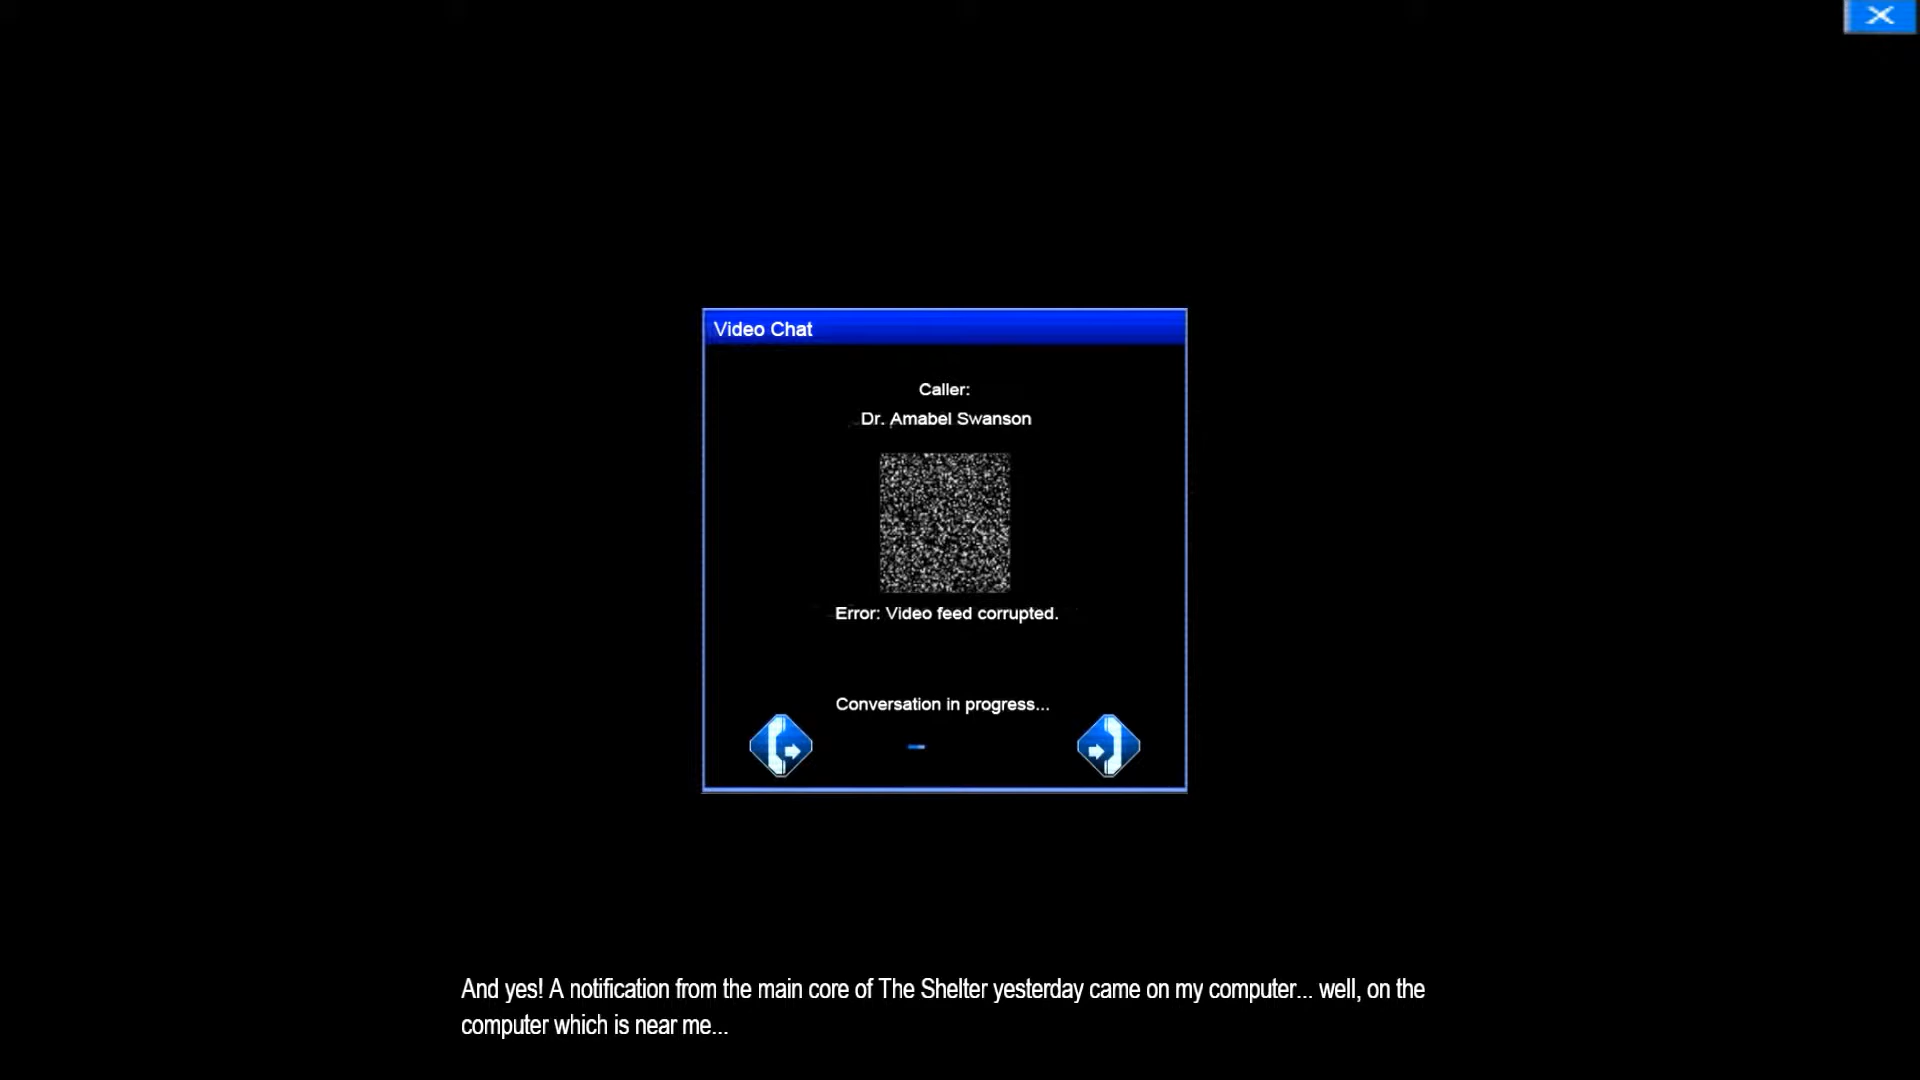 Video Chat
Caller:
Dr. Amabel Swanson
Error: Video feed corrupted.
Conversation in progress...
And yes! A notification from the main core of The Shelter yesterday came on my computer... well, on the
computer which is near me...